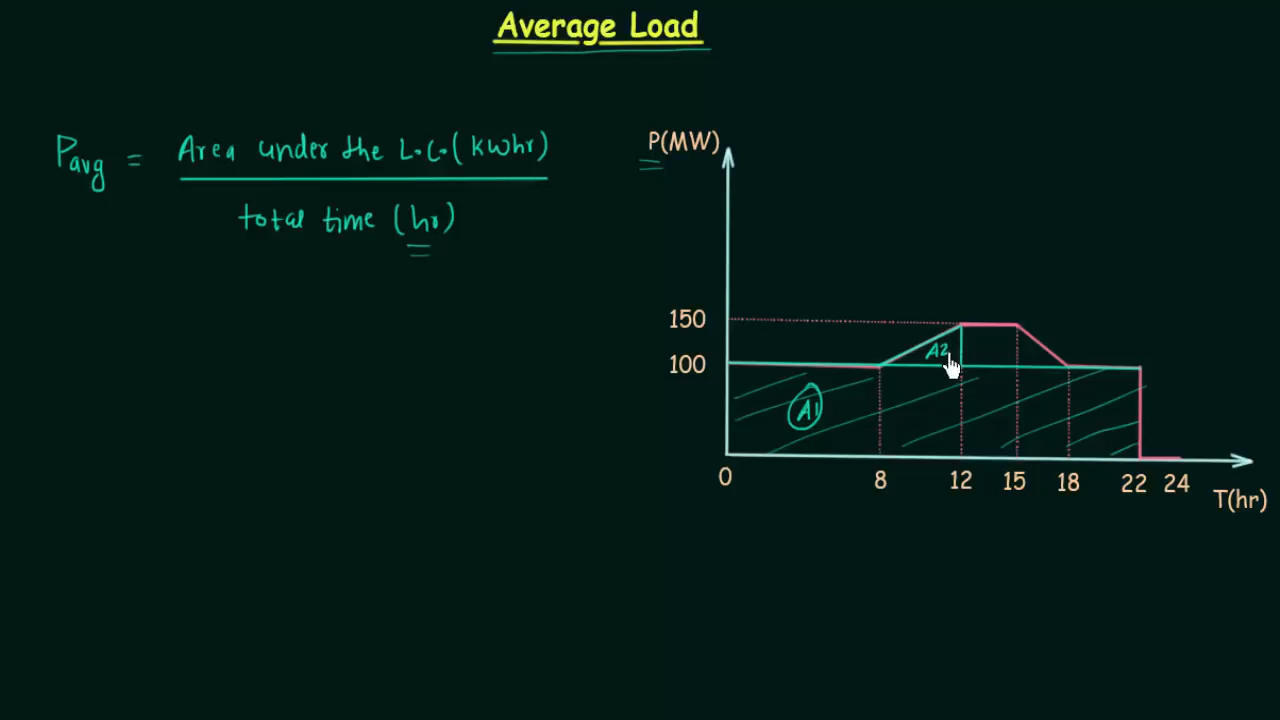 Average Load
Pavg = Area under the L.C. (kwhr)
total time (hr)
P(MW)
150
100
A2
A1
0 8 12 15 18 22 24
T(hr)